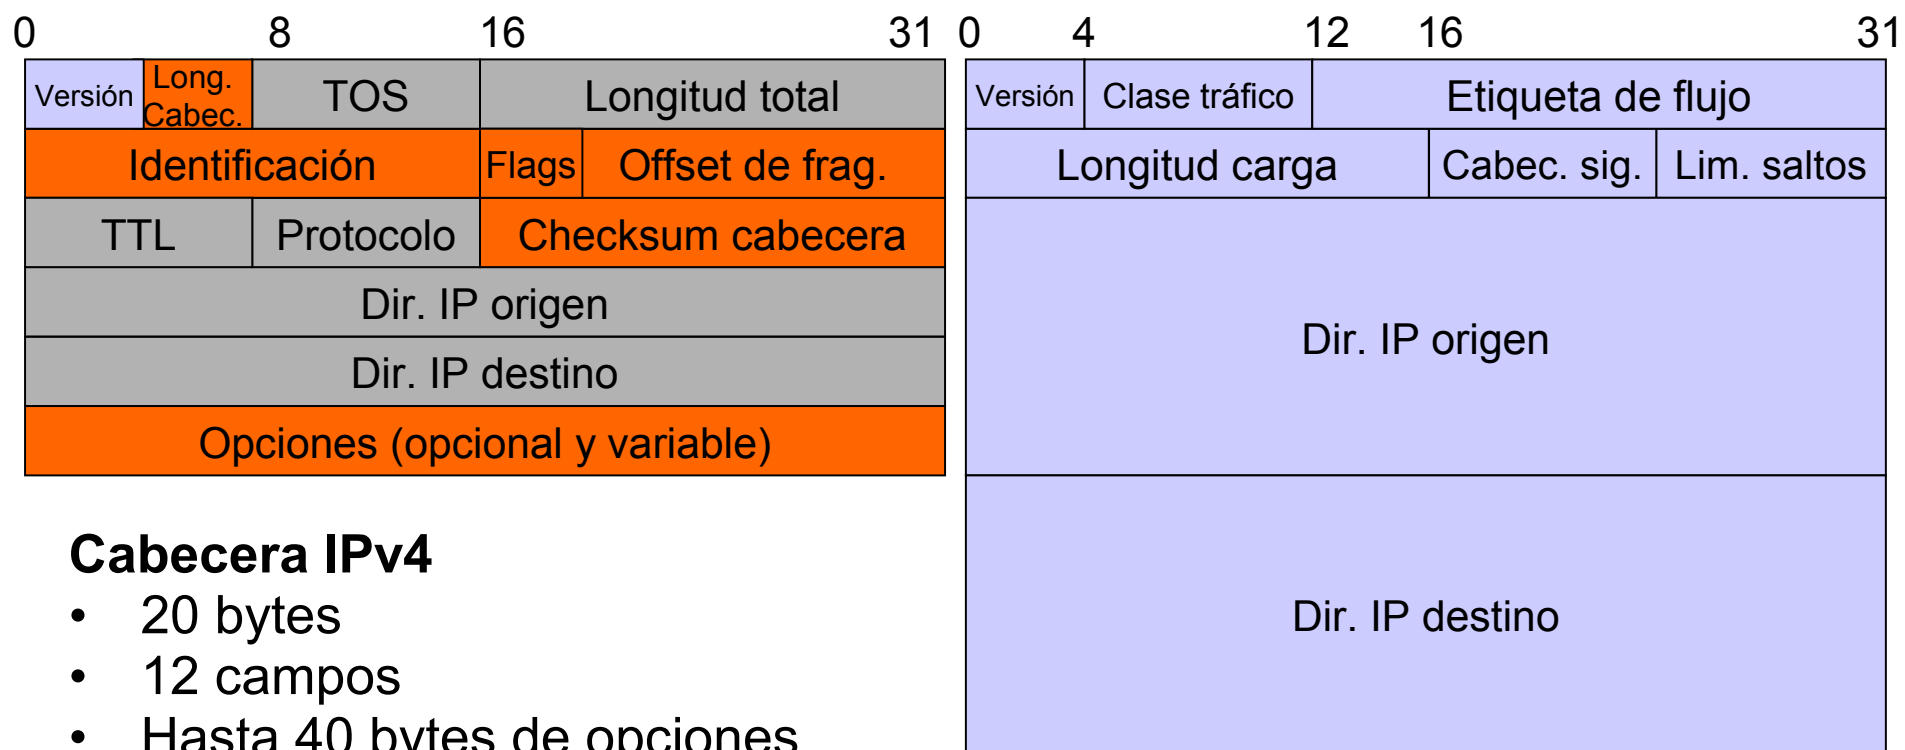 0 8 16 31
Versión Long. Cabec. TOS Longitud total
Identificación Flags Offset de frag.
TTL Protocolo Checksum cabecera
Dir. IP origen
Dir. IP destino
Opciones (opcional y variable)
Cabecera IPv4
• 20 bytes
• 12 campos
• Hasta 40 bytes de opciones
0 4 12 16 31
Versión Clase tráfico Etiqueta de flujo
Longitud carga Cabec. sig. Lim. saltos
Dir. IP origen
Dir. IP destino